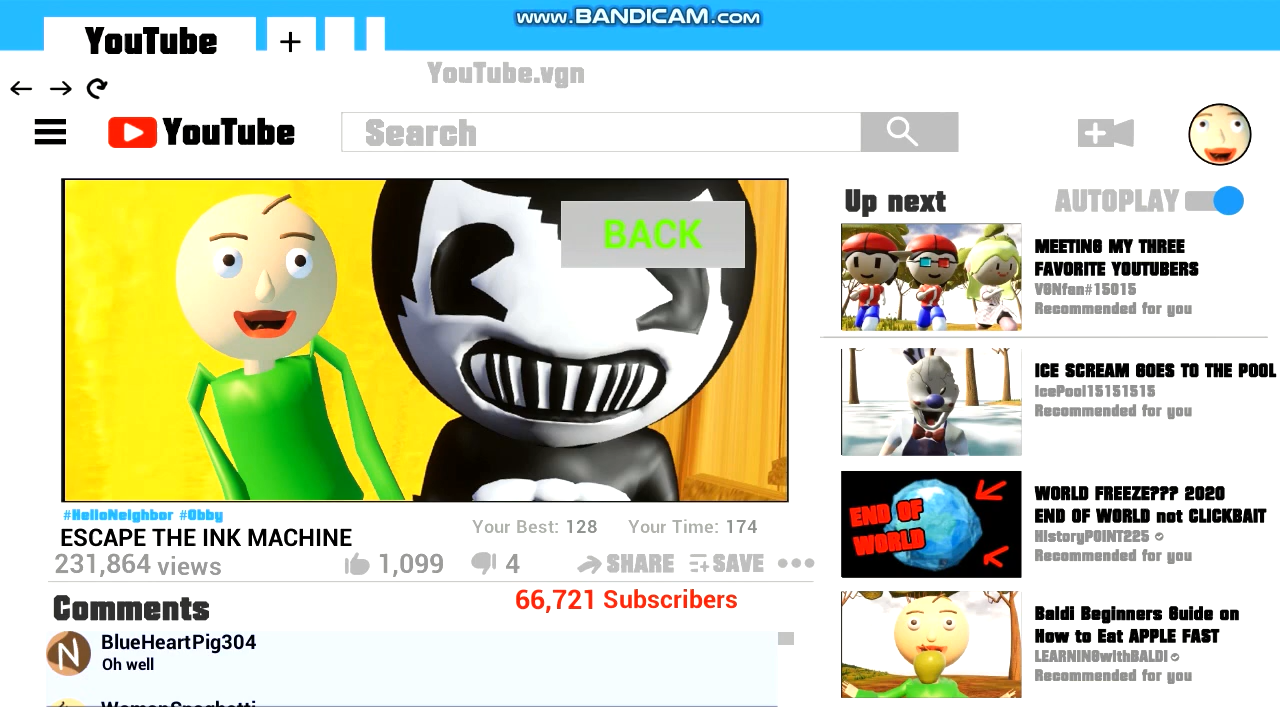 www.BANDICAM.com
YouTube
+
YouTube.vgn
YouTube
Search
BACK
Up next
AUTOPLAY
MEETING MY THREE
FAVORITE YOUTUBERS
VGNfan#15015
Recommended for you
ICE SCREAM GOES TO THE POOL
IcePool15151515
Recommended for you
END OF
WORLD
WORLD FREEZE??? 2020
END OF WORLD not CLICKBAIT
HistoryPOINT225
Recommended for you
Baldi Beginners Guide on
How to Eat APPLE FAST
LEARNINGwithBALDI
Recommended for you
#HelloNeighbor #Obby
ESCAPE THE INK MACHINE
Your Best: 128
Your Time: 174
231,864 views
1,099
4
SHARE
SAVE
66,721 Subscribers
Comments
N
BlueHeartPig304
Oh well